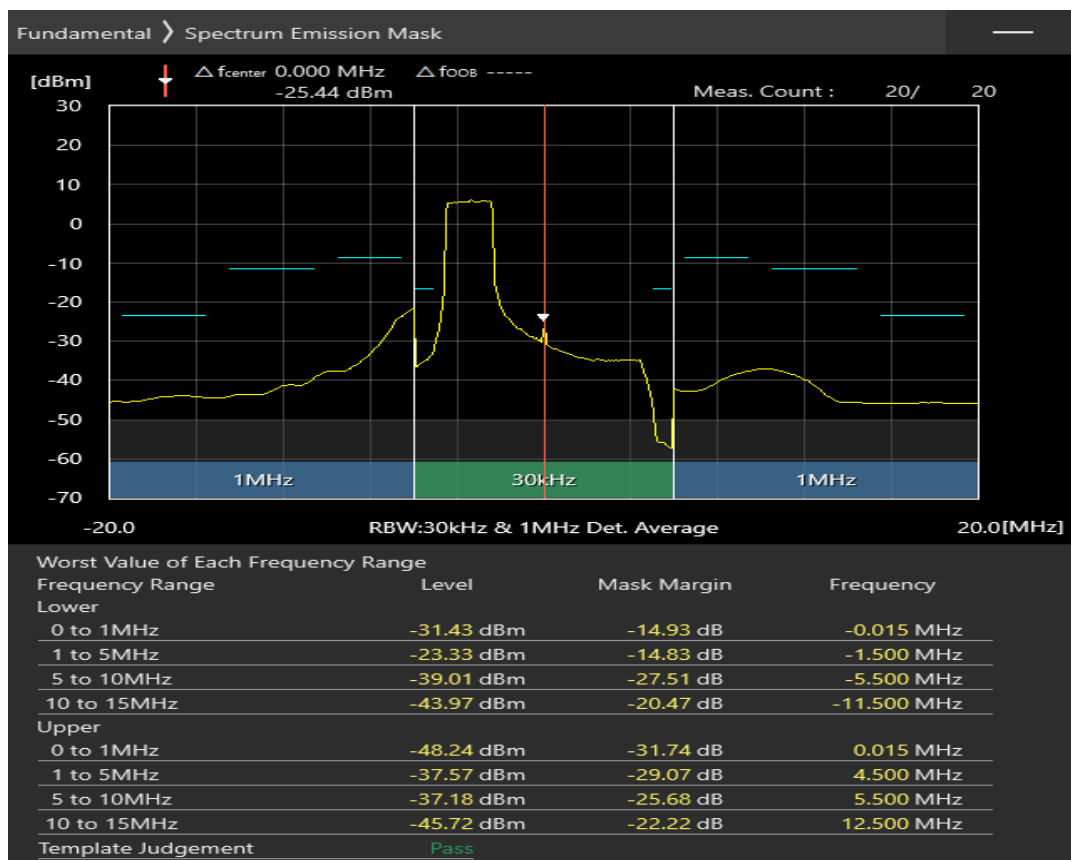 Fundamental ❯ Spectrum Emission Mask
[dBm] △ fcenter 0.000 MHz △ fOOB -----
-25.44 dBm Meas. Count : 20/ 20
30
20
10
0
-10
-20
-30
-40
-50
-60
-70
1MHz 30kHz 1MHz
-20.0 RBW:30kHz & 1MHz Det. Average 20.0[MHz]
Worst Value of Each Frequency Range
Frequency Range Level Mask Margin Frequency
Lower
0 to 1MHz -31.43 dBm -14.93 dB -0.015 MHz
1 to 5MHz -23.33 dBm -14.83 dB -1.500 MHz
5 to 10MHz -39.01 dBm -27.51 dB -5.500 MHz
10 to 15MHz -43.97 dBm -20.47 dB -11.500 MHz
Upper
0 to 1MHz -48.24 dBm -31.74 dB 0.015 MHz
1 to 5MHz -37.57 dBm -29.07 dB 4.500 MHz
5 to 10MHz -37.18 dBm -25.68 dB 5.500 MHz
10 to 15MHz -45.72 dBm -22.22 dB 12.500 MHz
Template Judgement Pass